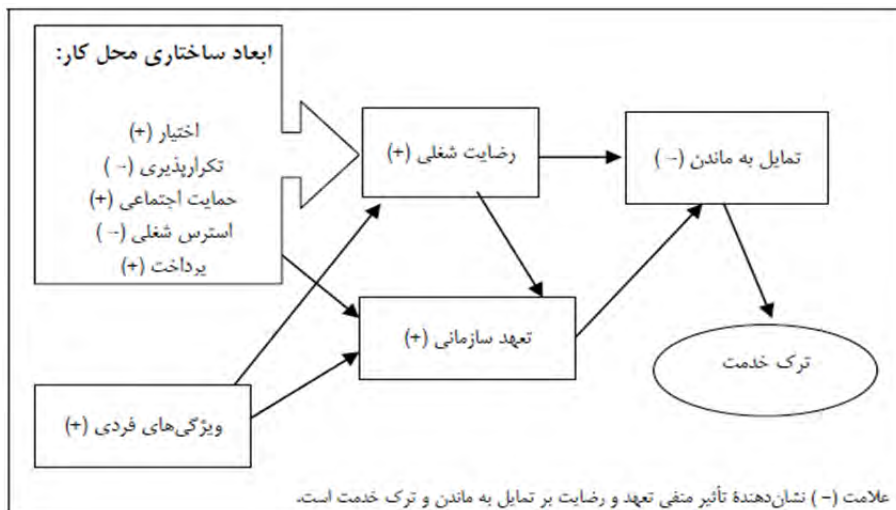 ابعاد ساختاری محل کار:
اختیار (+)
تکرارپذیری (–)
حمایت اجتماعی (+)
استرس شغلی (–)
پرداخت (+)
رضایت شغلی (+)
تمایل به ماندن (–)
تعهد سازمانی (+)
ترک خدمت
ویژگی‌های فردی (+)
علامت (–) نشان‌دهندۀ تأثیر منفی تعهد و رضایت بر تمایل به ماندن و ترک خدمت است.